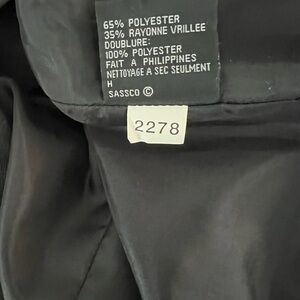 65% POLYESTER
35% RAYONNE VRILLEE
DOUBLURE:
100% POLYESTER
FAIT A PHILIPPINES
NETTOYAGE A SEC SEULMENT
H
SASSCO ©
2278